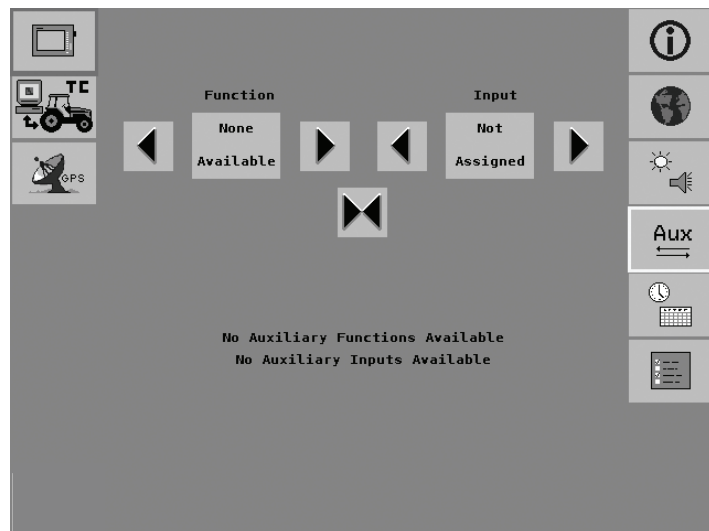 TC
GPS
Function
Input
None
Available
Not
Assigned
Aux
No Auxiliary Functions Available
No Auxiliary Inputs Available